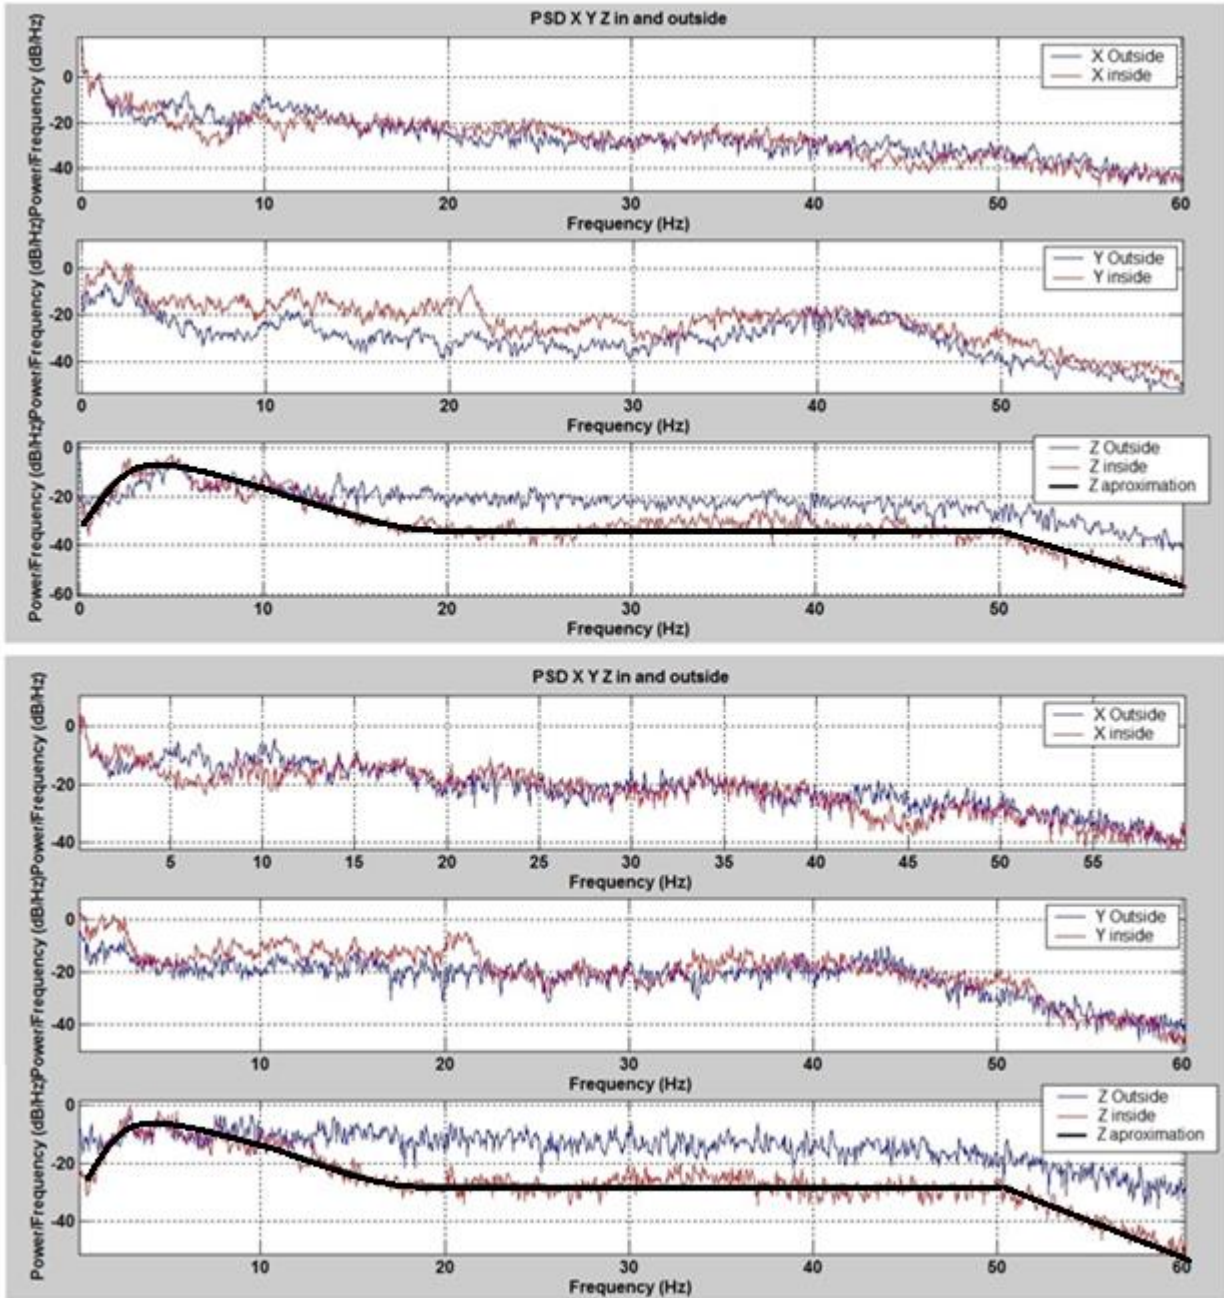 PSD X Y Z in and outside
Power/Frequency (dB/Hz)
0
-20
-40
X Outside
X inside
0 10 20 30 40 50 60
Frequency (Hz)
Power/Frequency (dB/Hz)
0
-20
-40
Y Outside
Y inside
0 10 20 30 40 50
Frequency (Hz)
Power/Frequency (dB/Hz)
0
-20
-40
-60
Z Outside
Z inside
Z aproximation
0 10 20 30 40 50
Frequency (Hz)
PSD X Y Z in and outside
Power/Frequency (dB/Hz)
0
-20
-40
X Outside
X inside
5 10 15 20 25 30 35 40 45 50 55
Frequency (Hz)
Power/Frequency (dB/Hz)
0
-20
-40
Y Outside
Y inside
10 20 30 40 50 60
Frequency (Hz)
Power/Frequency (dB/Hz)
0
-20
-40
Z Outside
Z inside
Z aproximation
10 20 30 40 50 60
Frequency (Hz)